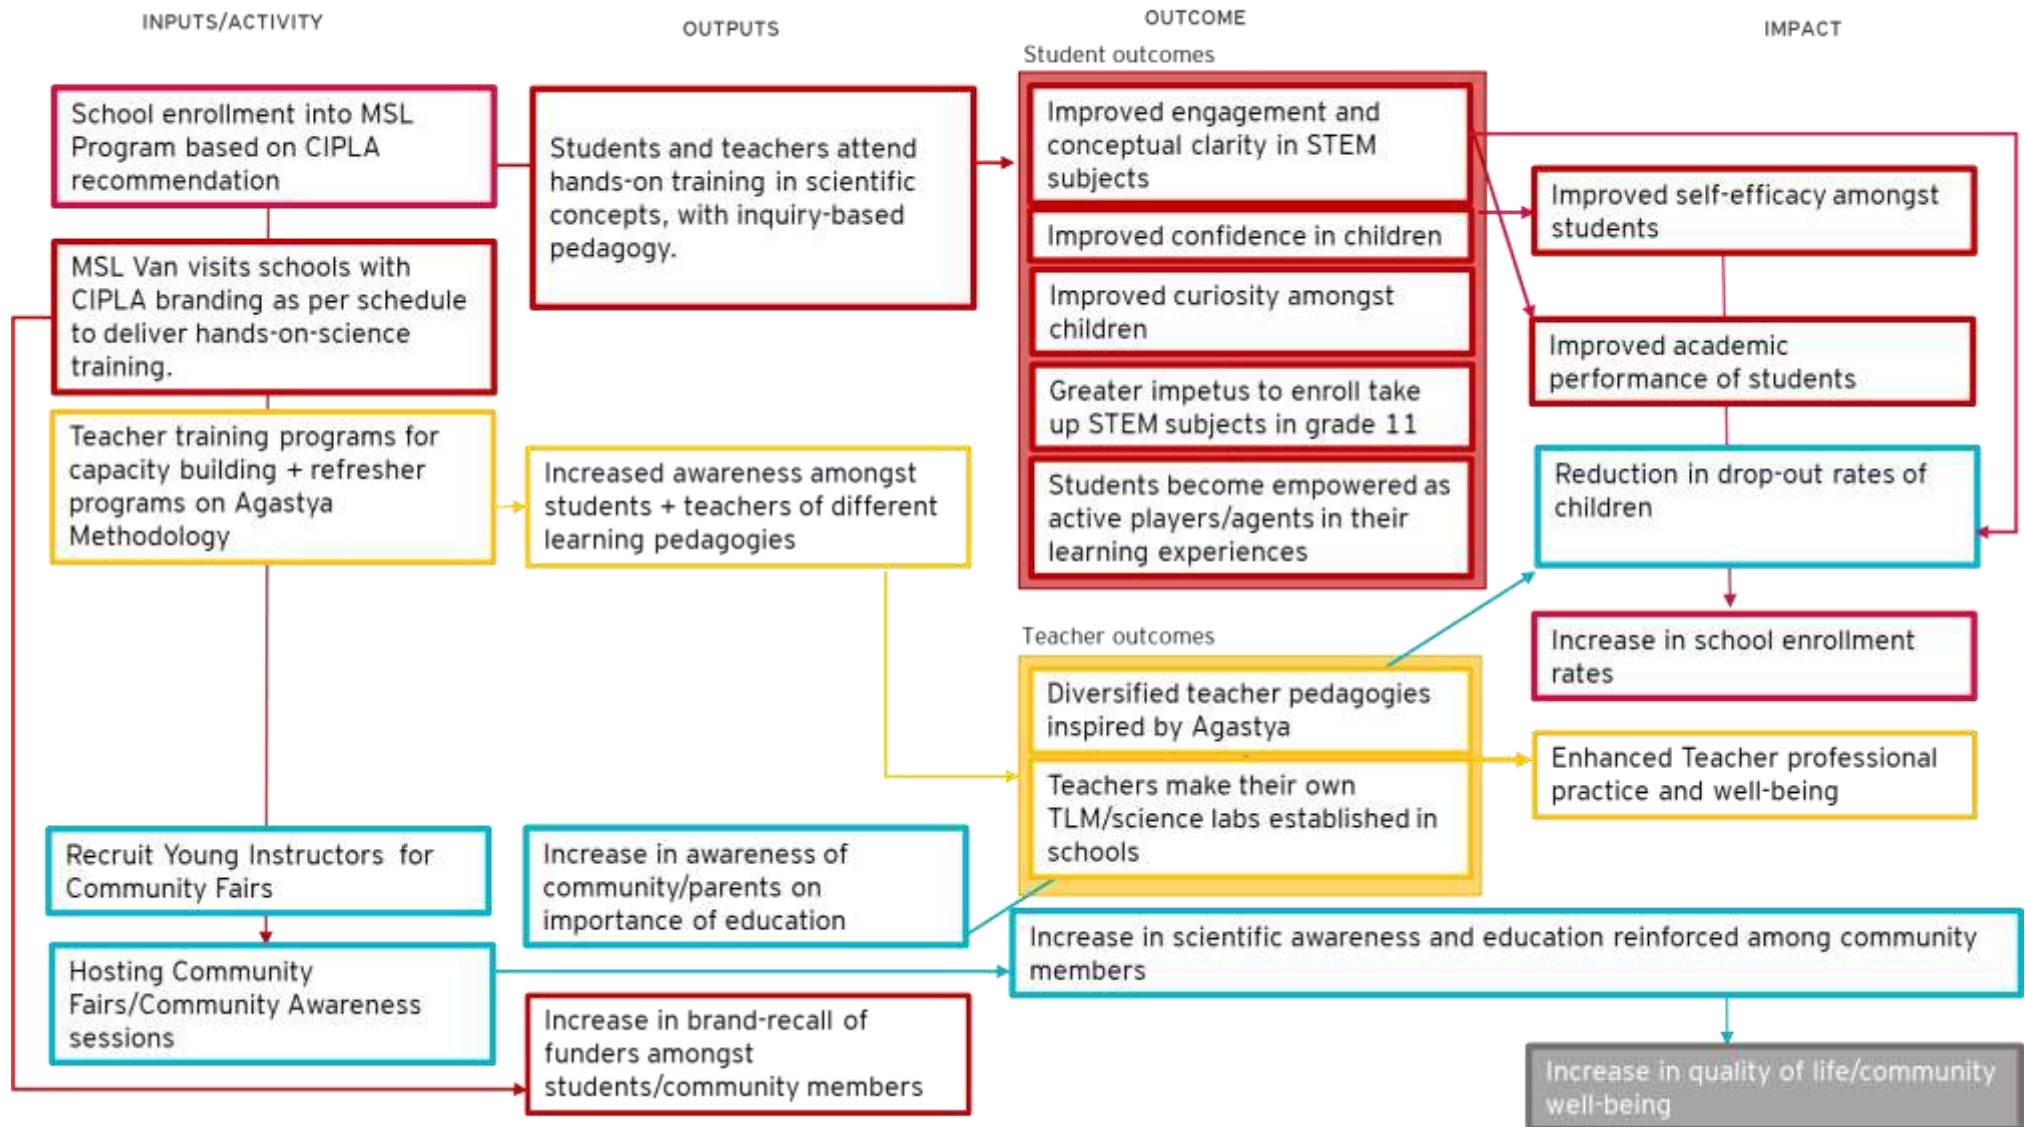 INPUTS/ACTIVITY
OUTPUTS
OUTCOME
IMPACT
School enrollment into MSL
Program based on CIPLA
recommendation
MSL Van visits schools with
CIPLA branding as per schedule
to deliver hands-on-science
training.
Teacher training programs for
capacity building + refresher
programs on Agastya
Methodology
Recruit Young Instructors for
Community Fairs
Hosting Community
Fairs/Community Awareness
sessions
Students and teachers attend
hands-on training in scientific
concepts, with inquiry-based
pedagogy.
Increased awareness amongst
students + teachers of different
learning pedagogies
Increase in awareness of
community/parents on
importance of education
Increase in brand-recall of
funders amongst
students/community members
Student outcomes
Improved engagement and
conceptual clarity in STEM
subjects
Improved confidence in children
Improved curiosity amongst
children
Greater impetus to enroll take
up STEM subjects in grade 11
Students become empowered as
active players/agents in their
learning experiences
Teacher outcomes
Diversified teacher pedagogies
inspired by Agastya
Teachers make their own
TLM/science labs established in
schools
Increase in scientific awareness and education reinforced among community
members
Improved self-efficacy amongst
students
Improved academic
performance of students
Reduction in drop-out rates of
children
Increase in school enrollment
rates
Enhanced Teacher professional
practice and well-being
Increase in quality of life/community
well-being